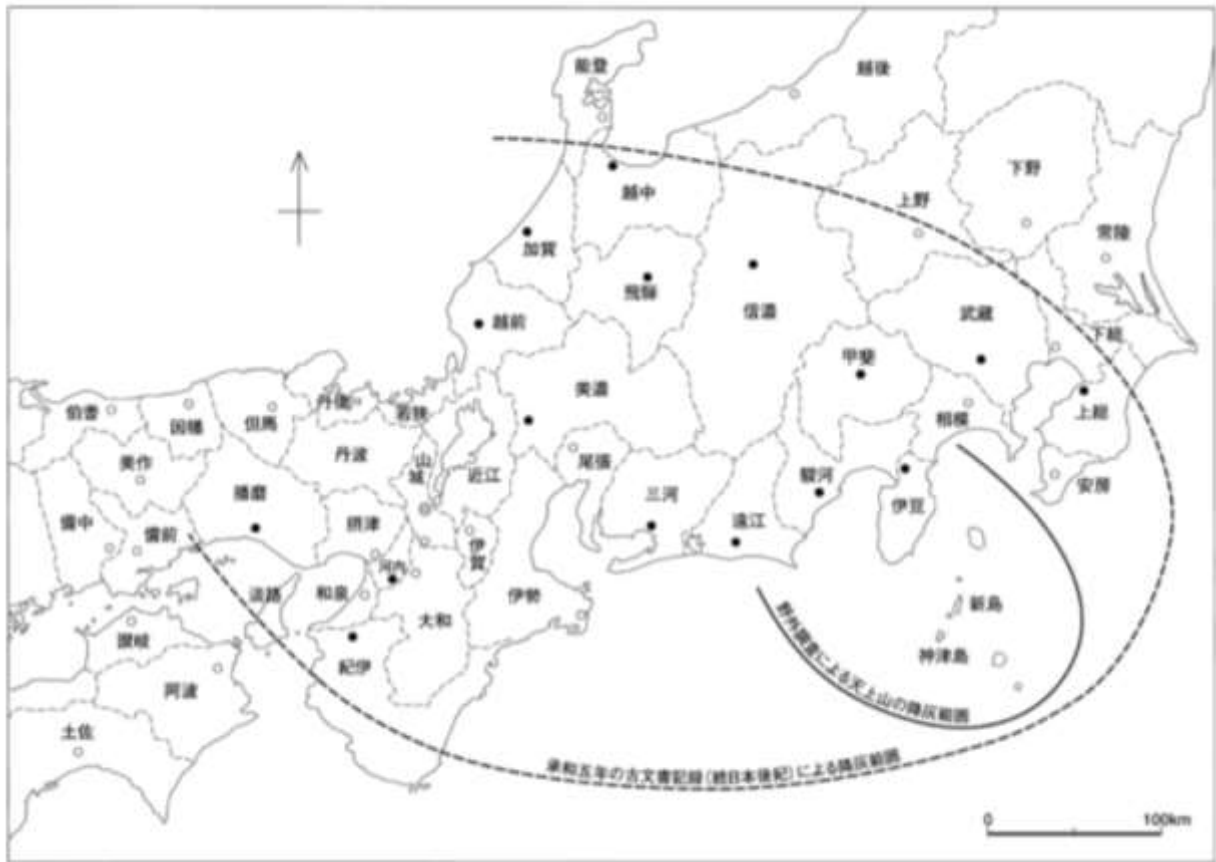 能登
越後
下野
越中
上野
常陸
加賀
飛騨
信濃
越前
武蔵
下総
甲斐
美濃
丹後
若狭
伯耆
因幡
但馬
相模
上総
丹波
山城
近江
尾張
美作
播磨
駿河
安房
三河
伊豆
備中
備前
摂津
遠江
伊賀
河内
淡路
和泉
伊勢
大和
新島
讃岐
紀伊
神津島
阿波
野外調査による天上山の降灰範囲
土佐
承和五年の古文書記録(続日本後紀)による降灰範囲
0 100km